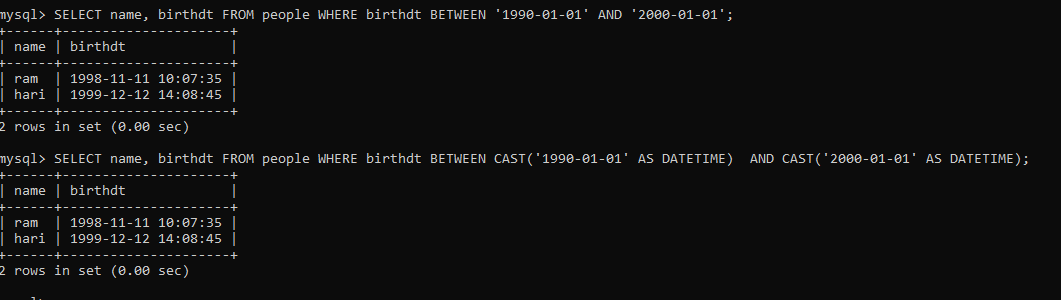 mysql> SELECT name, birthdt FROM people WHERE birthdt BETWEEN '1990-01-01' AND '2000-01-01';
+------+---------------------+
| name | birthdt             |
+------+---------------------+
| ram  | 1998-11-11 10:07:35 |
| hari | 1999-12-12 14:08:45 |
+------+---------------------+
2 rows in set (0.00 sec)
mysql> SELECT name, birthdt FROM people WHERE birthdt BETWEEN CAST('1990-01-01' AS DATETIME)  AND CAST('2000-01-01' AS DATETIME);
+------+---------------------+
| name | birthdt             |
+------+---------------------+
| ram  | 1998-11-11 10:07:35 |
| hari | 1999-12-12 14:08:45 |
+------+---------------------+
2 rows in set (0.00 sec)